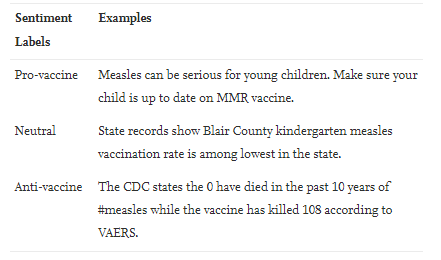 Sentiment Labels Examples
Pro-vaccine Measles can be serious for young children. Make sure your
child is up to date on MMR vaccine.
Neutral State records show Blair County kindergarten measles
vaccination rate is among lowest in the state.
Anti-vaccine The CDC states the 0 have died in the past 10 years of
#measles while the vaccine has killed 108 according to
VAERS.